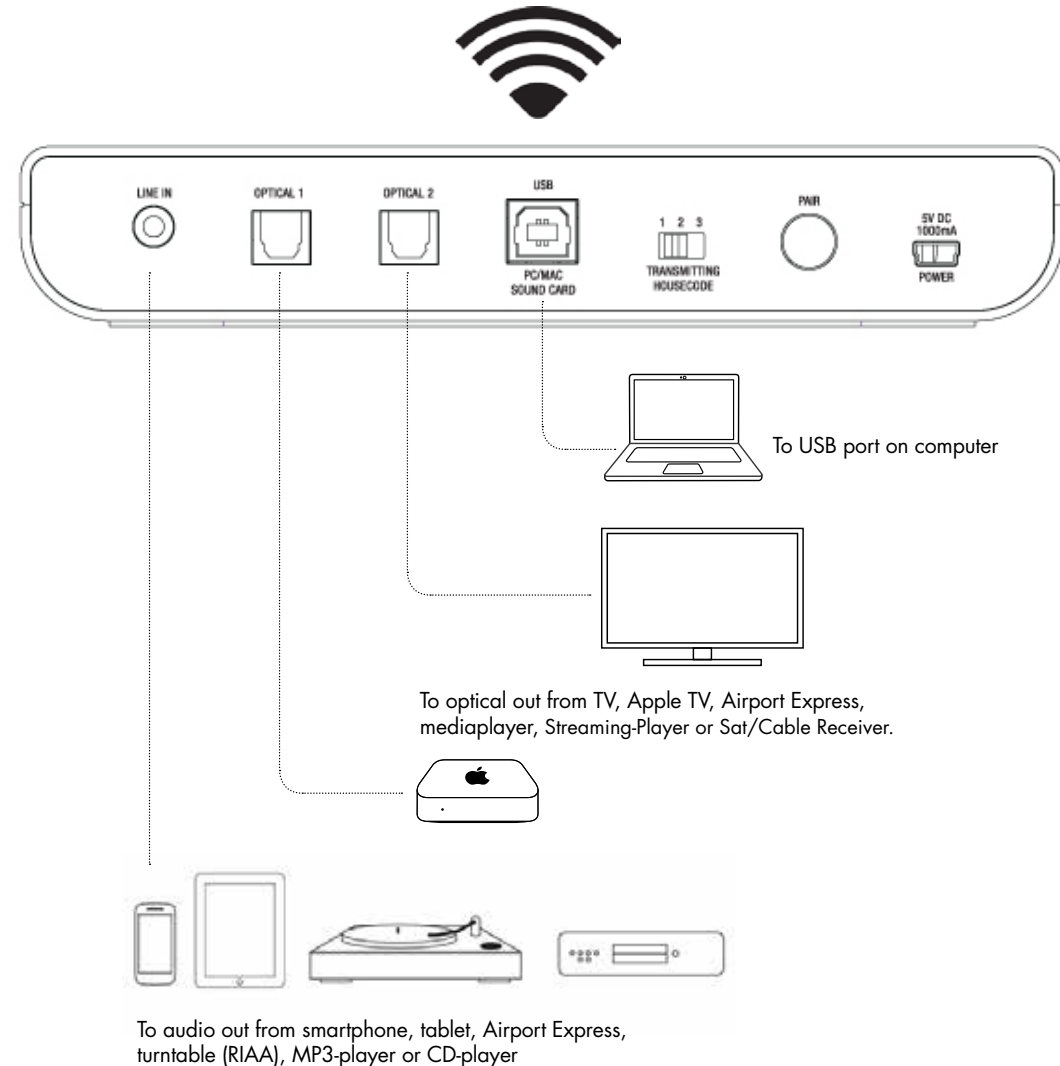 LINE IN
OPTICAL 1
OPTICAL 2
USB
PC/MAC
SOUND CARD
1 2 3
TRANSMITTING
HOUSECODE
PAIR
5V DC
1000mA
POWER
To USB port on computer
To optical out from TV, Apple TV, Airport Express,
mediaplayer, Streaming-Player or Sat/Cable Receiver.
To audio out from smartphone, tablet, Airport Express,
turntable (RIAA), MP3-player or CD-player